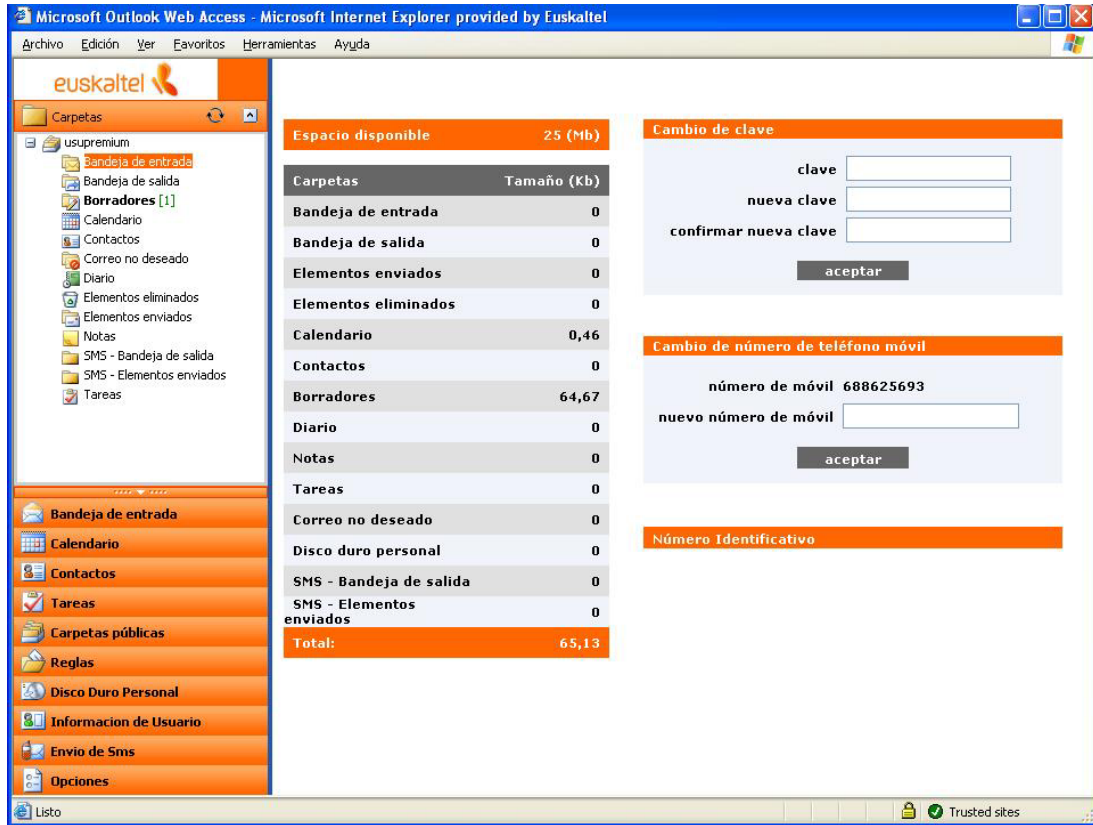 Microsoft Outlook Web Access - Microsoft Internet Explorer provided by Euskaltel
Archivo Edición Ver Favoritos Herramientas Ayuda
euskaltel
Carpetas
usupremium
Bandeja de entrada
Bandeja de salida
Borradores [1]
Calendario
Contactos
Correo no deseado
Diario
Elementos eliminados
Elementos enviados
Notas
SMS - Bandeja de salida
SMS - Elementos enviados
Tareas
Bandeja de entrada
Calendario
Contactos
Tareas
Carpetas públicas
Reglas
Disco Duro Personal
Informacion de Usuario
Envio de Sms
Opciones
Espacio disponible 25 (Mb)
Carpetas Tamaño (Kb)
Bandeja de entrada 0
Bandeja de salida 0
Elementos enviados 0
Elementos eliminados 0
Calendario 0,46
Contactos 0
Borradores 64,67
Diario 0
Notas 0
Tareas 0
Correo no deseado 0
Disco duro personal 0
SMS - Bandeja de salida 0
SMS - Elementos
enviados 0
Total: 65,13
Cambio de clave
clave
nueva clave
confirmar nueva clave
aceptar
Cambio de número de teléfono móvil
número de móvil 688625693
nuevo número de móvil
aceptar
Número Identificativo
Listo
Trusted sites